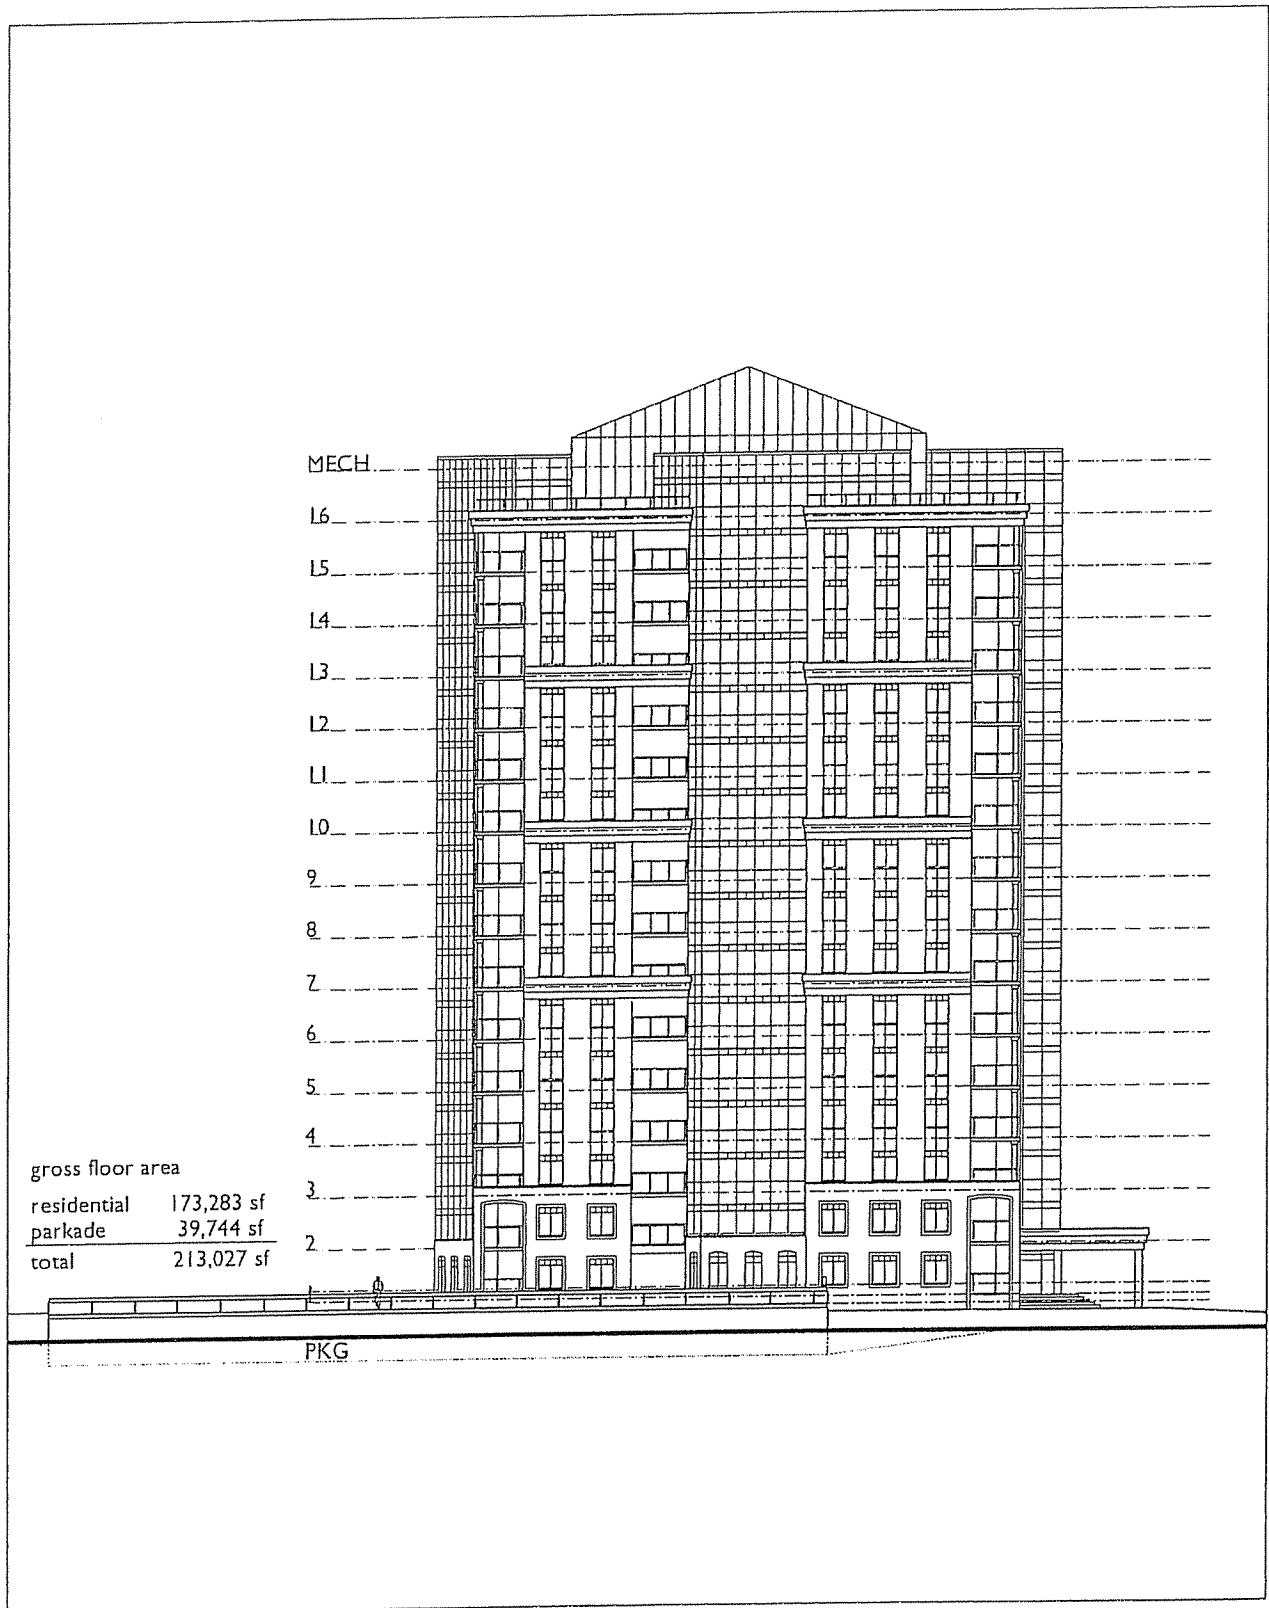 MECH
16
15
14
13
12
11
10
9
8
7
6
5
4
3
2
1
gross floor area
residential 173,283 sf
parkade 39,744 sf
total 213,027 sf
PKG